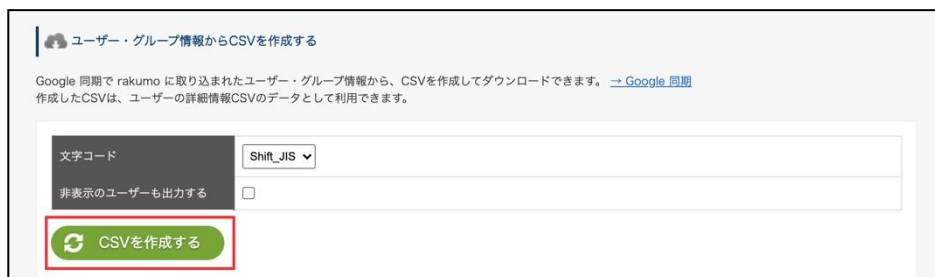 ユーザー・グループ情報からCSVを作成する
Google 同期で rakumo に取り込まれたユーザー・グループ情報から、CSVを作成してダウンロードできます。 → Google 同期
作成したCSVは、ユーザーの詳細情報CSVのデータとして利用できます。
文字コード Shift_JIS
非表示のユーザーも出力する
CSVを作成する